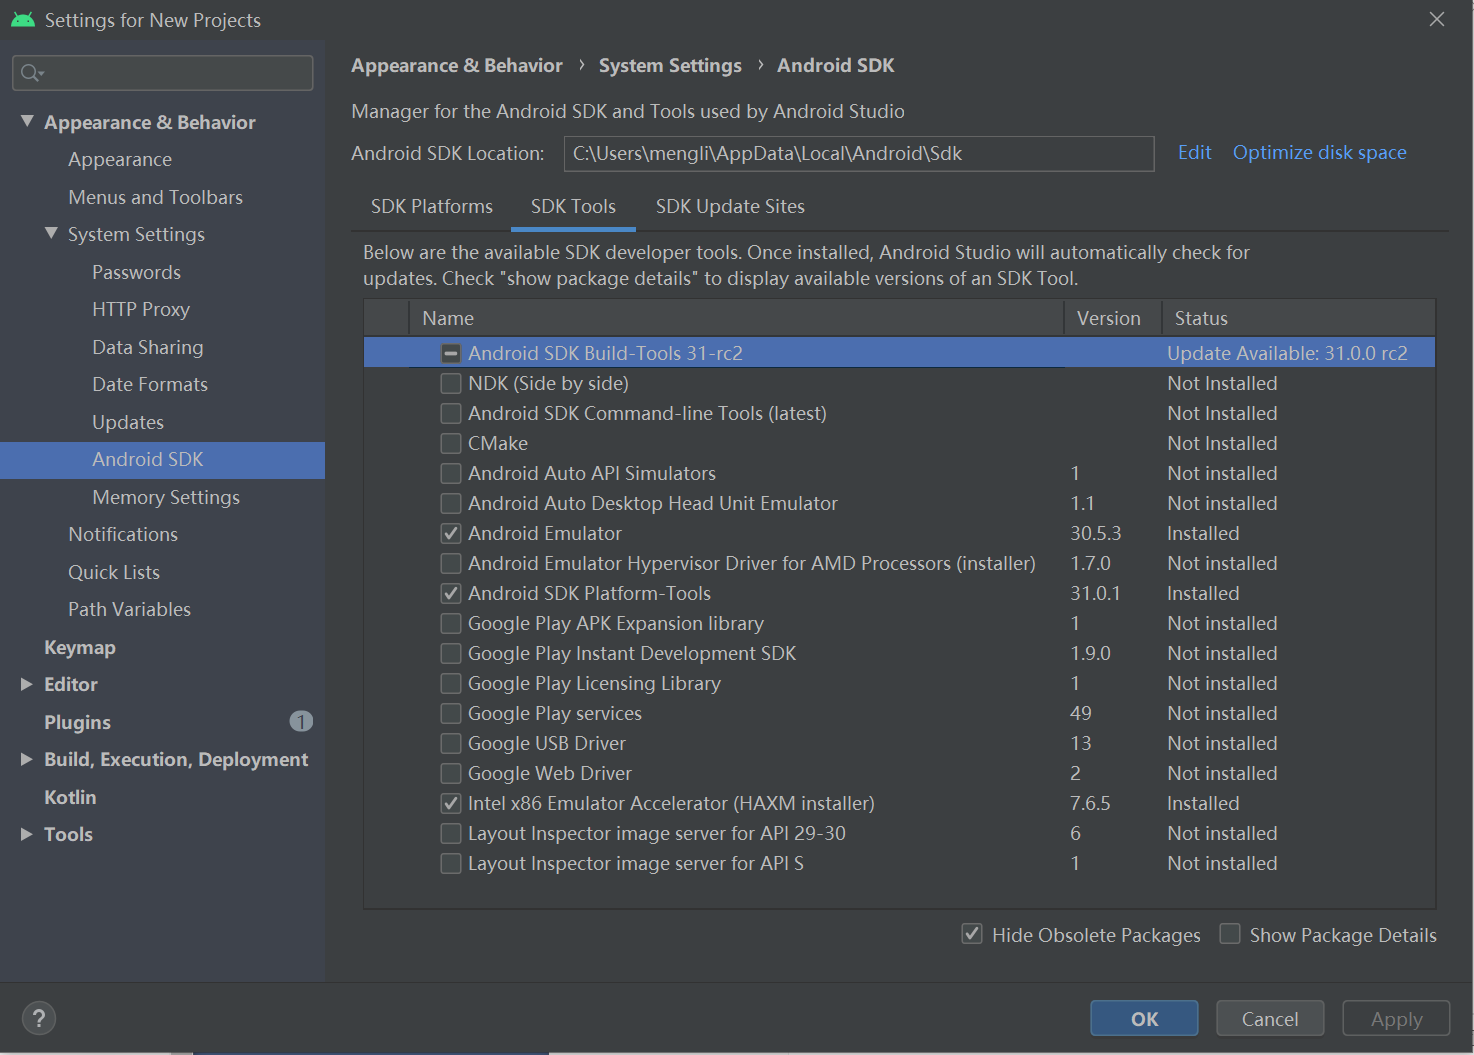 Settings for New Projects
Appearance & Behavior
Appearance
Menus and Toolbars
System Settings
Passwords
HTTP Proxy
Data Sharing
Date Formats
Updates
Android SDK
Memory Settings
Notifications
Quick Lists
Path Variables
Keymap
Editor
Plugins 1
Build, Execution, Deployment
Kotlin
Tools
Appearance & Behavior › System Settings › Android SDK
Manager for the Android SDK and Tools used by Android Studio
Android SDK Location: C:\Users\mengli\AppData\Local\Android\Sdk Edit Optimize disk space
SDK Platforms SDK Tools SDK Update Sites
Below are the available SDK developer tools. Once installed, Android Studio will automatically check for
updates. Check "show package details" to display available versions of an SDK Tool.
Name Version Status
Android SDK Build-Tools 31-rc2 Update Available: 31.0.0 rc2
NDK (Side by side) Not Installed
Android SDK Command-line Tools (latest) Not Installed
CMake Not Installed
Android Auto API Simulators 1 Not installed
Android Auto Desktop Head Unit Emulator 1.1 Not installed
Android Emulator 30.5.3 Installed
Android Emulator Hypervisor Driver for AMD Processors (installer) 1.7.0 Not installed
Android SDK Platform-Tools 31.0.1 Installed
Google Play APK Expansion library 1 Not installed
Google Play Instant Development SDK 1.9.0 Not installed
Google Play Licensing Library 1 Not installed
Google Play services 49 Not installed
Google USB Driver 13 Not installed
Google Web Driver 2 Not installed
Intel x86 Emulator Accelerator (HAXM installer) 7.6.5 Installed
Layout Inspector image server for API 29-30 6 Not installed
Layout Inspector image server for API S 1 Not installed
Hide Obsolete Packages Show Package Details
? OK Cancel Apply